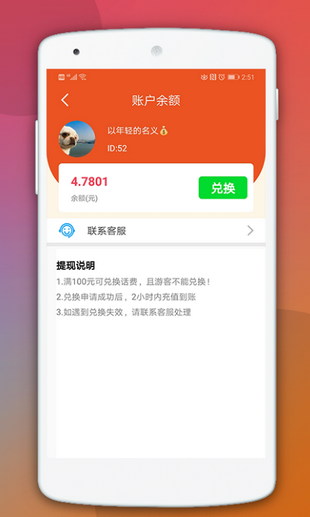 2:51
账户余额
以年轻的名义💰
ID:52
4.7801
余额(元)
兑换
联系客服
提现说明
1.满100元可兑换话费，且游客不能兑换！
2.兑换申请成功后，2小时内充值到账
3.如遇到兑换失效，请联系客服处理